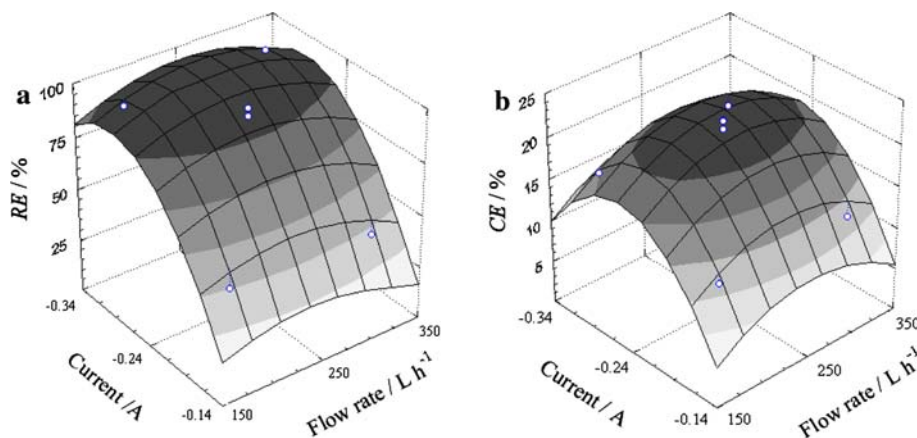 a
RE / %
100
75
50
25
-0.34
-0.24
-0.14
Current /A
150
250
350
Flow rate / L h⁻¹
b
CE / %
25
20
15
10
5
-0.34
-0.24
-0.14
Current /A
150
250
350
Flow rate / L h⁻¹